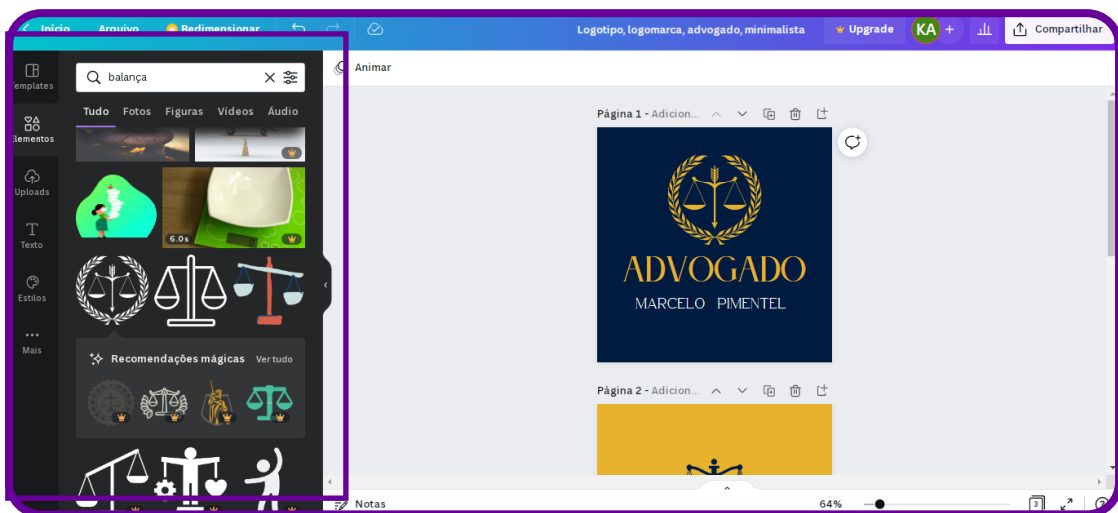 Início Arquivo Redimensionar Logotipo, logomarca, advogado, minimalista Upgrade KA + Compartilhar
Templates
Elementos
Uploads
Texto
Estilos
Mais
balança
Tudo Fotos Figuras Vídeos Áudio
6.0s
Recomendações mágicas Ver tudo
Animar
Página 1 - Adicion...
ADVOGADO
MARCELO PIMENTEL
Página 2 - Adicion...
Notas 64% 3